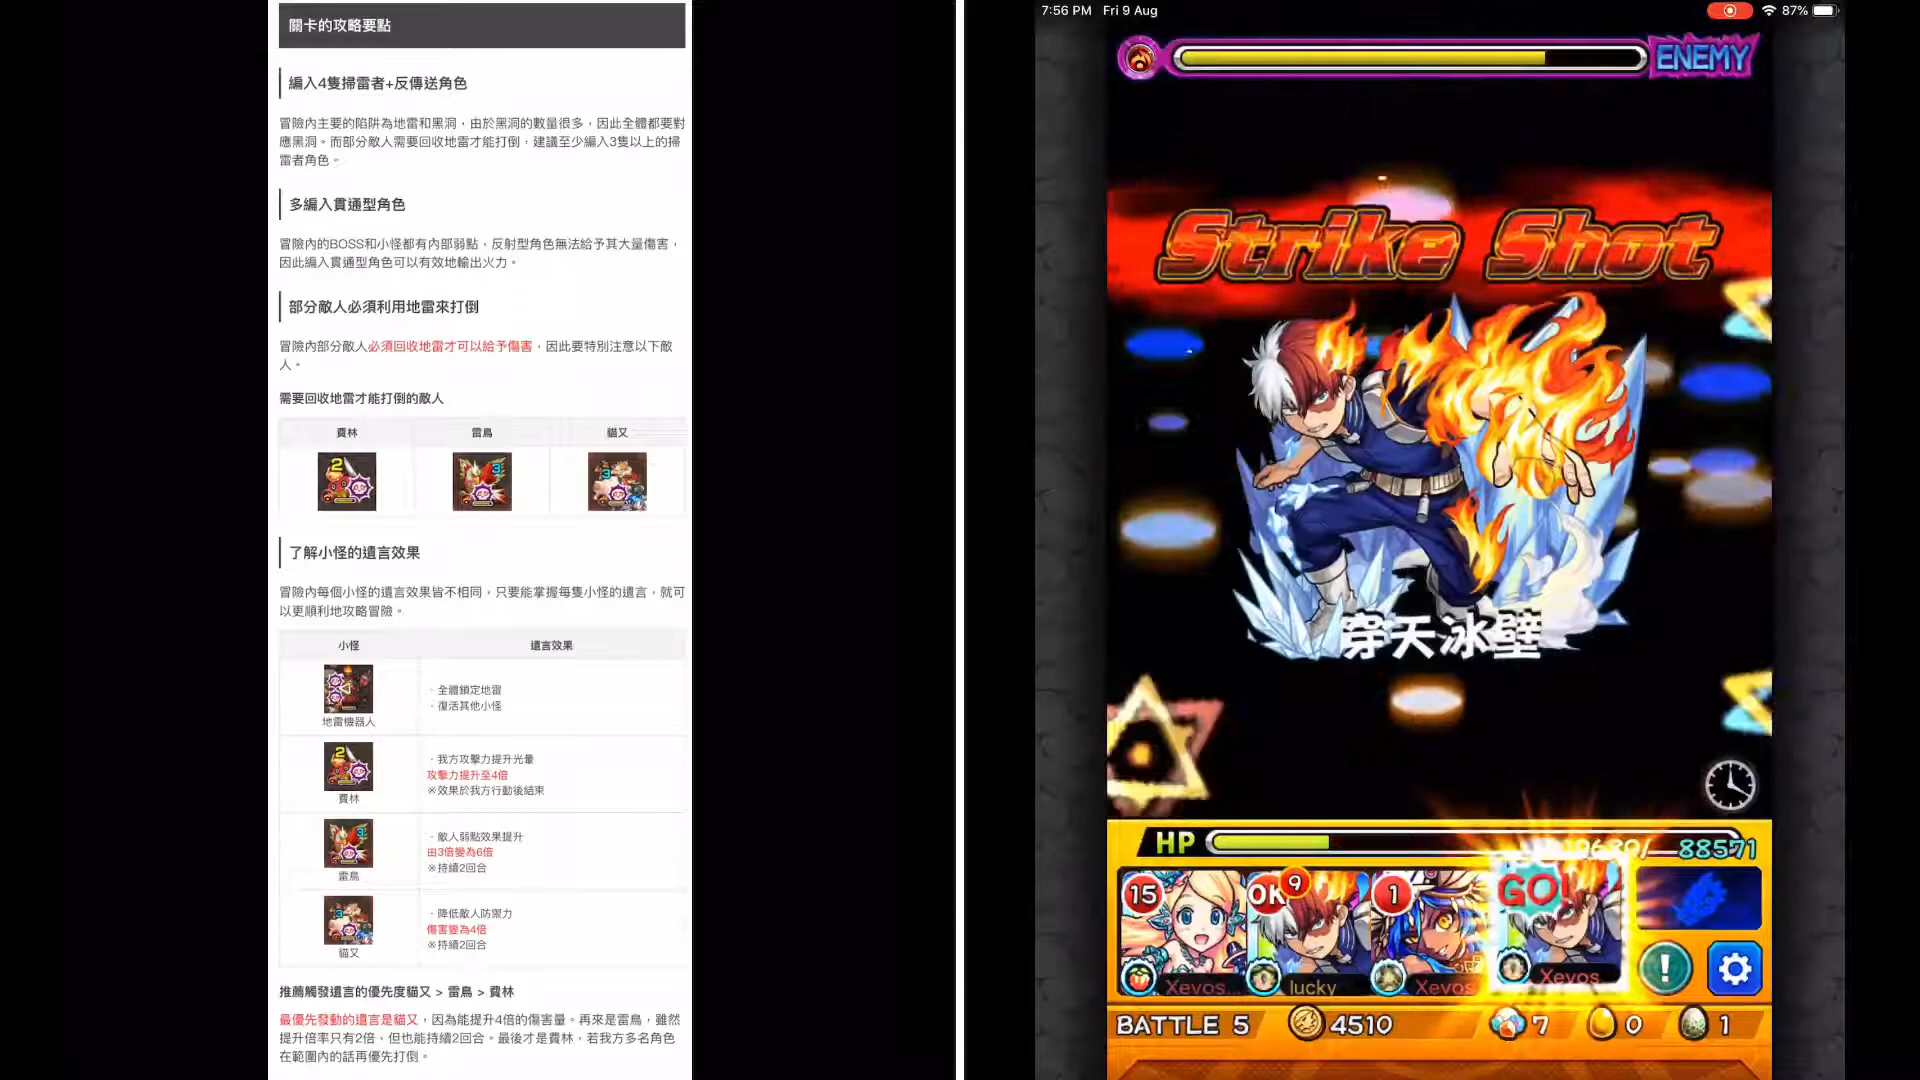 關卡的攻略要點
編入4隻掃雷者+反傳送角色
冒險內主要的陷阱為地雷和黑洞，由於黑洞的數量很多，因此全體都要對
應黑洞。而部分敵人需要回收地雷才能打倒，建議至少編入3隻以上的掃
雷者角色。
多編入貫通型角色
冒險內的BOSS和小怪都有內部弱點，反射型角色無法給予其大量傷害，
因此編入貫通型角色可以有效地輸出火力。
部分敵人必須利用地雷來打倒
冒險內部分敵人必須回收地雷才可以給予傷害，因此要特別注意以下敵
人。
需要回收地雷才能打倒的敵人
費林 雷鳥 貓又
2 3 3
了解小怪的遺言效果
冒險內每個小怪的遺言效果皆不相同，只要能掌握每隻小怪的遺言，就可
以更順利地攻略冒險。
小怪 遺言效果
・全體鎖定地雷
・復活其他小怪
地雷機器人
2
・我方攻擊力提升光暈
攻擊力提升至4倍
※效果於我方行動後結束
費林
3
・敵人弱點效果提升
由3倍變為6倍
※持續2回合
雷鳥
3
・降低敵人防禦力
傷害變為4倍
※持續2回合
貓又
推薦觸發遺言的優先度貓又 > 雷鳥 > 費林
最優先發動的遺言是貓又，因為能提升4倍的傷害量。再來是雷鳥，雖然
提升倍率只有2倍，但也能持續2回合。最後才是費林，若我方多名角色
在範圍內的話再優先打倒。
7:56 PM Fri 9 Aug
87%
ENEMY
Strike Shot
穿天冰壁
HP
88571
15 OK 9 1 GO!
Xevos... lucky Xevos Xevos
BATTLE 5 4510 7 0 1